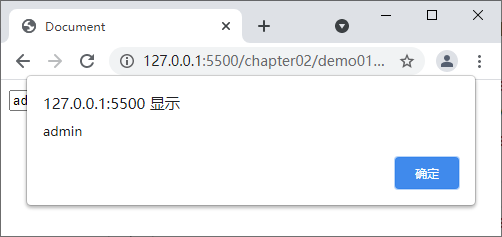 Document
127.0.0.1:5500/chapter02/demo01...
ad
127.0.0.1:5500 显示
admin
确定